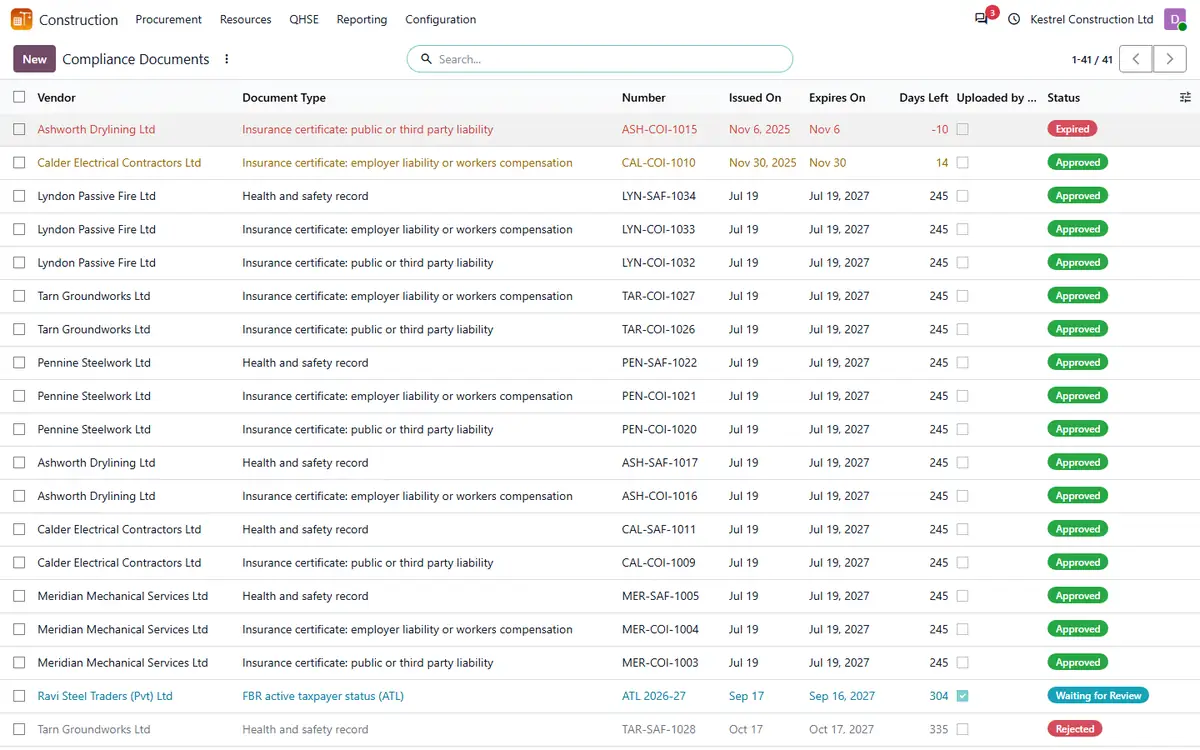 Construction Procurement Resources QHSE Reporting Configuration 3 Kestrel Construction Ltd D
New Compliance Documents Search... 1-41 / 41
Vendor Document Type Number Issued On Expires On Days Left Uploaded by ... Status
Ashworth Drylining Ltd Insurance certificate: public or third party liability ASH-COI-1015 Nov 6, 2025 Nov 6 -10 Expired
Calder Electrical Contractors Ltd Insurance certificate: employer liability or workers compensation CAL-COI-1010 Nov 30, 2025 Nov 30 14 Approved
Lyndon Passive Fire Ltd Health and safety record LYN-SAF-1034 Jul 19 Jul 19, 2027 245 Approved
Lyndon Passive Fire Ltd Insurance certificate: employer liability or workers compensation LYN-COI-1033 Jul 19 Jul 19, 2027 245 Approved
Lyndon Passive Fire Ltd Insurance certificate: public or third party liability LYN-COI-1032 Jul 19 Jul 19, 2027 245 Approved
Tarn Groundworks Ltd Insurance certificate: employer liability or workers compensation TAR-COI-1027 Jul 19 Jul 19, 2027 245 Approved
Tarn Groundworks Ltd Insurance certificate: public or third party liability TAR-COI-1026 Jul 19 Jul 19, 2027 245 Approved
Pennine Steelwork Ltd Health and safety record PEN-SAF-1022 Jul 19 Jul 19, 2027 245 Approved
Pennine Steelwork Ltd Insurance certificate: employer liability or workers compensation PEN-COI-1021 Jul 19 Jul 19, 2027 245 Approved
Pennine Steelwork Ltd Insurance certificate: public or third party liability PEN-COI-1020 Jul 19 Jul 19, 2027 245 Approved
Ashworth Drylining Ltd Health and safety record ASH-SAF-1017 Jul 19 Jul 19, 2027 245 Approved
Ashworth Drylining Ltd Insurance certificate: employer liability or workers compensation ASH-COI-1016 Jul 19 Jul 19, 2027 245 Approved
Calder Electrical Contractors Ltd Health and safety record CAL-SAF-1011 Jul 19 Jul 19, 2027 245 Approved
Calder Electrical Contractors Ltd Insurance certificate: public or third party liability CAL-COI-1009 Jul 19 Jul 19, 2027 245 Approved
Meridian Mechanical Services Ltd Health and safety record MER-SAF-1005 Jul 19 Jul 19, 2027 245 Approved
Meridian Mechanical Services Ltd Insurance certificate: employer liability or workers compensation MER-COI-1004 Jul 19 Jul 19, 2027 245 Approved
Meridian Mechanical Services Ltd Insurance certificate: public or third party liability MER-COI-1003 Jul 19 Jul 19, 2027 245 Approved
Ravi Steel Traders (Pvt) Ltd FBR active taxpayer status (ATL) ATL 2026-27 Sep 17 Sep 16, 2027 304 Waiting for Review
Tarn Groundworks Ltd Health and safety record TAR-SAF-1028 Oct 17 Oct 17, 2027 335 Rejected